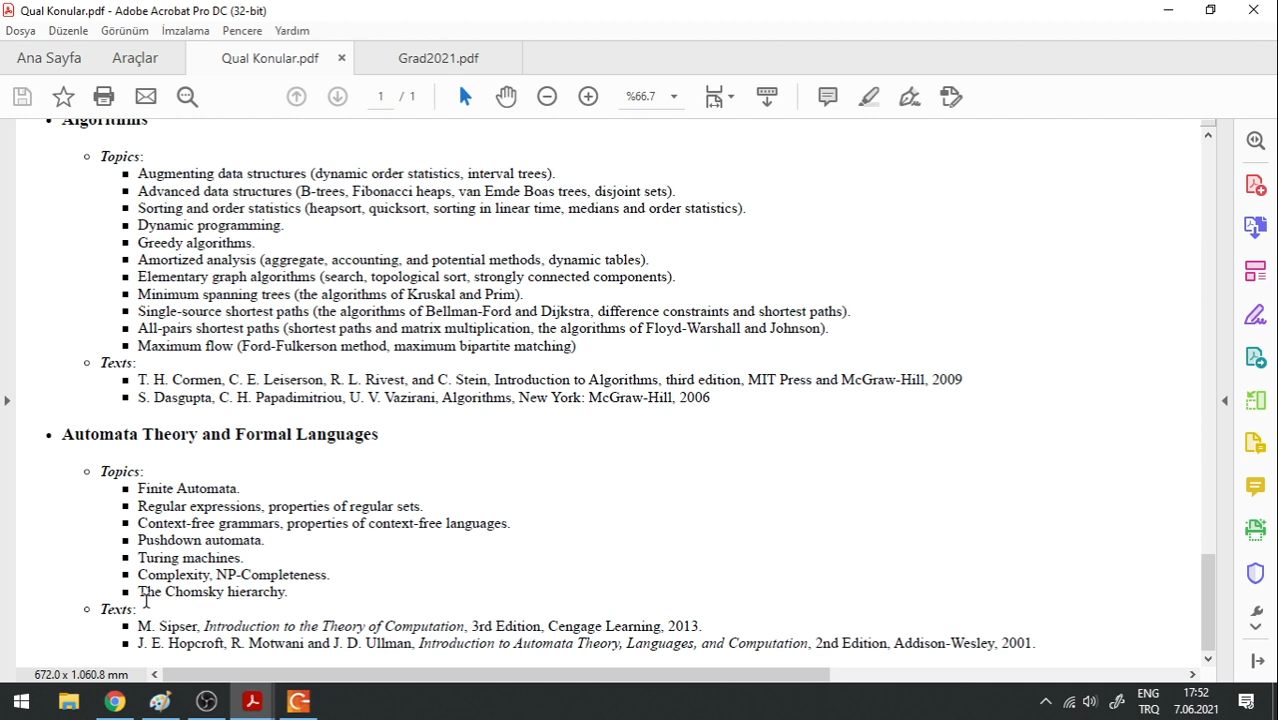 Qual Konular.pdf - Adobe Acrobat Pro DC (32-bit)
Dosya Düzenle Görünüm İmzalama Pencere Yardım
Ana Sayfa Araçlar Qual Konular.pdf × Grad2021.pdf
1 / 1 %66.7
Algorithms
Topics:
Augmenting data structures (dynamic order statistics, interval trees).
Advanced data structures (B-trees, Fibonacci heaps, van Emde Boas trees, disjoint sets).
Sorting and order statistics (heapsort, quicksort, sorting in linear time, medians and order statistics).
Dynamic programming.
Greedy algorithms.
Amortized analysis (aggregate, accounting, and potential methods, dynamic tables).
Elementary graph algorithms (search, topological sort, strongly connected components).
Minimum spanning trees (the algorithms of Kruskal and Prim).
Single-source shortest paths (the algorithms of Bellman-Ford and Dijkstra, difference constraints and shortest paths).
All-pairs shortest paths (shortest paths and matrix multiplication, the algorithms of Floyd-Warshall and Johnson).
Maximum flow (Ford-Fulkerson method, maximum bipartite matching)
Texts:
T. H. Cormen, C. E. Leiserson, R. L. Rivest, and C. Stein, Introduction to Algorithms, third edition, MIT Press and McGraw-Hill, 2009
S. Dasgupta, C. H. Papadimitriou, U. V. Vazirani, Algorithms, New York: McGraw-Hill, 2006
Automata Theory and Formal Languages
Topics:
Finite Automata.
Regular expressions, properties of regular sets.
Context-free grammars, properties of context-free languages.
Pushdown automata.
Turing machines.
Complexity, NP-Completeness.
The Chomsky hierarchy.
Texts:
M. Sipser, Introduction to the Theory of Computation, 3rd Edition, Cengage Learning, 2013.
J. E. Hopcroft, R. Motwani and J. D. Ullman, Introduction to Automata Theory, Languages, and Computation, 2nd Edition, Addison-Wesley, 2001.
672.0 x 1.060.8 mm
ENG 17:52
TRQ 7.06.2021